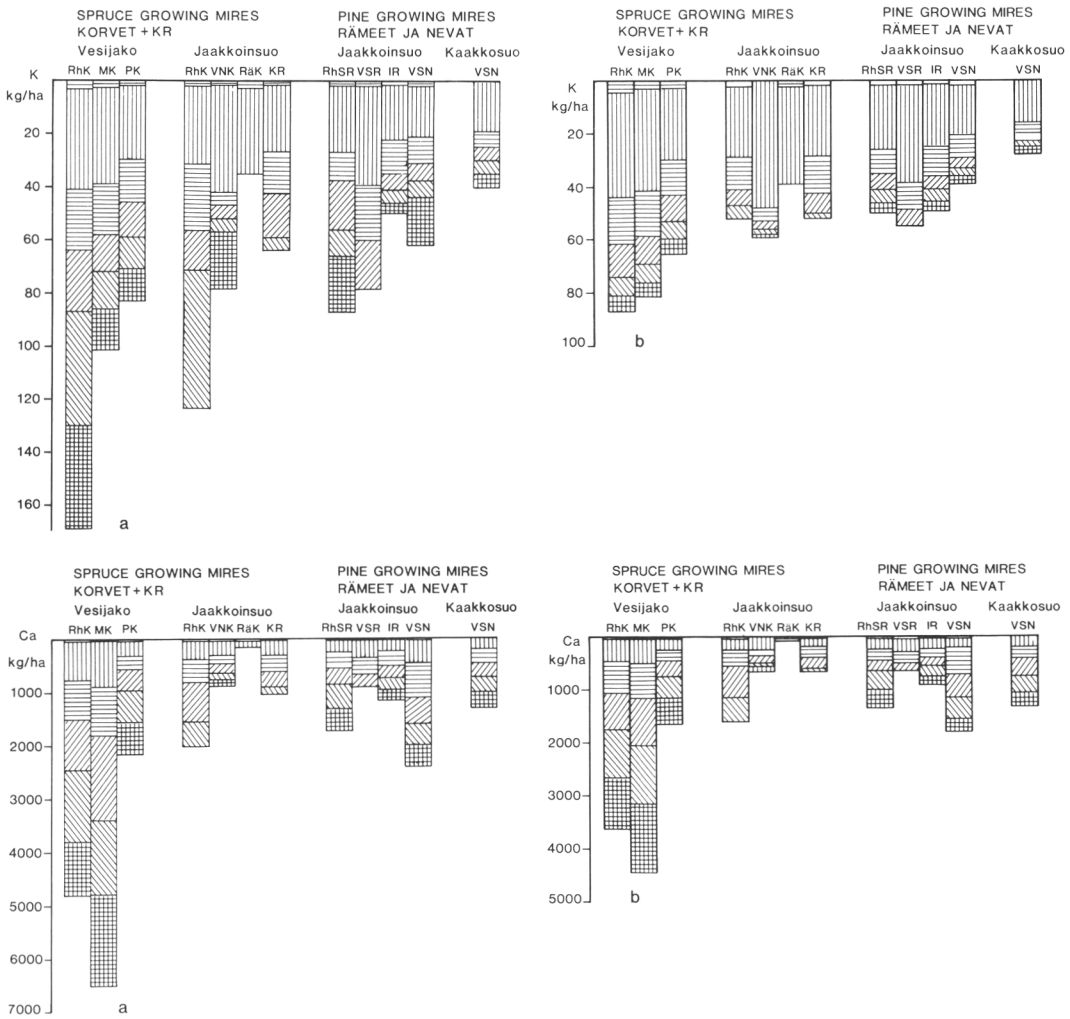 SPRUCE GROWING MIRES
KORVET + KR
Vesijako
Jaakkoinsuo
PINE GROWING MIRES
RÄMEET JA NEVAT
Jaakkoinsuo
Kaakkosuo
K
kg/ha
RhK MK PK
RhK VNK RäK KR
RhSR VSR IR VSN
VSN
20
40
60
80
100
120
140
160
a
SPRUCE GROWING MIRES
KORVET + KR
Vesijako
Jaakkoinsuo
PINE GROWING MIRES
RÄMEET JA NEVAT
Jaakkoinsuo
Kaakkosuo
K
kg/ha
RhK MK PK
RhK VNK RäK KR
RhSR VSR IR VSN
VSN
20
40
60
80
100
b
SPRUCE GROWING MIRES
KORVET + KR
Vesijako
Jaakkoinsuo
PINE GROWING MIRES
RÄMEET JA NEVAT
Jaakkoinsuo
Kaakkosuo
Ca
kg/ha
RhK MK PK
RhK VNK RäK KR
RhSR VSR IR VSN
VSN
1000
2000
3000
4000
5000
6000
7000
a
SPRUCE GROWING MIRES
KORVET + KR
Vesijako
Jaakkoinsuo
PINE GROWING MIRES
RÄMEET JA NEVAT
Jaakkoinsuo
Kaakkosuo
Ca
kg/ha
RhK MK PK
RhK VNK RäK KR
RhSR VSR IR VSN
VSN
1000
2000
3000
4000
5000
b